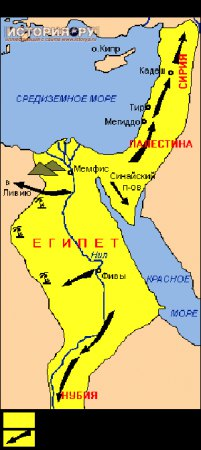 ИСТОРИЯ.РУ
о.Кипр
СИРИЯ
Кадеш
СРЕДИЗЕМНОЕ МОРЕ
Тир
Мегиддо
ПАЛЕСТИНА
Мемфис
в
Ливию
Синайский
п-ов
ЕГИПЕТ
Нил
КРАСНОЕ
МОРЕ
Фивы
НУБИЯ